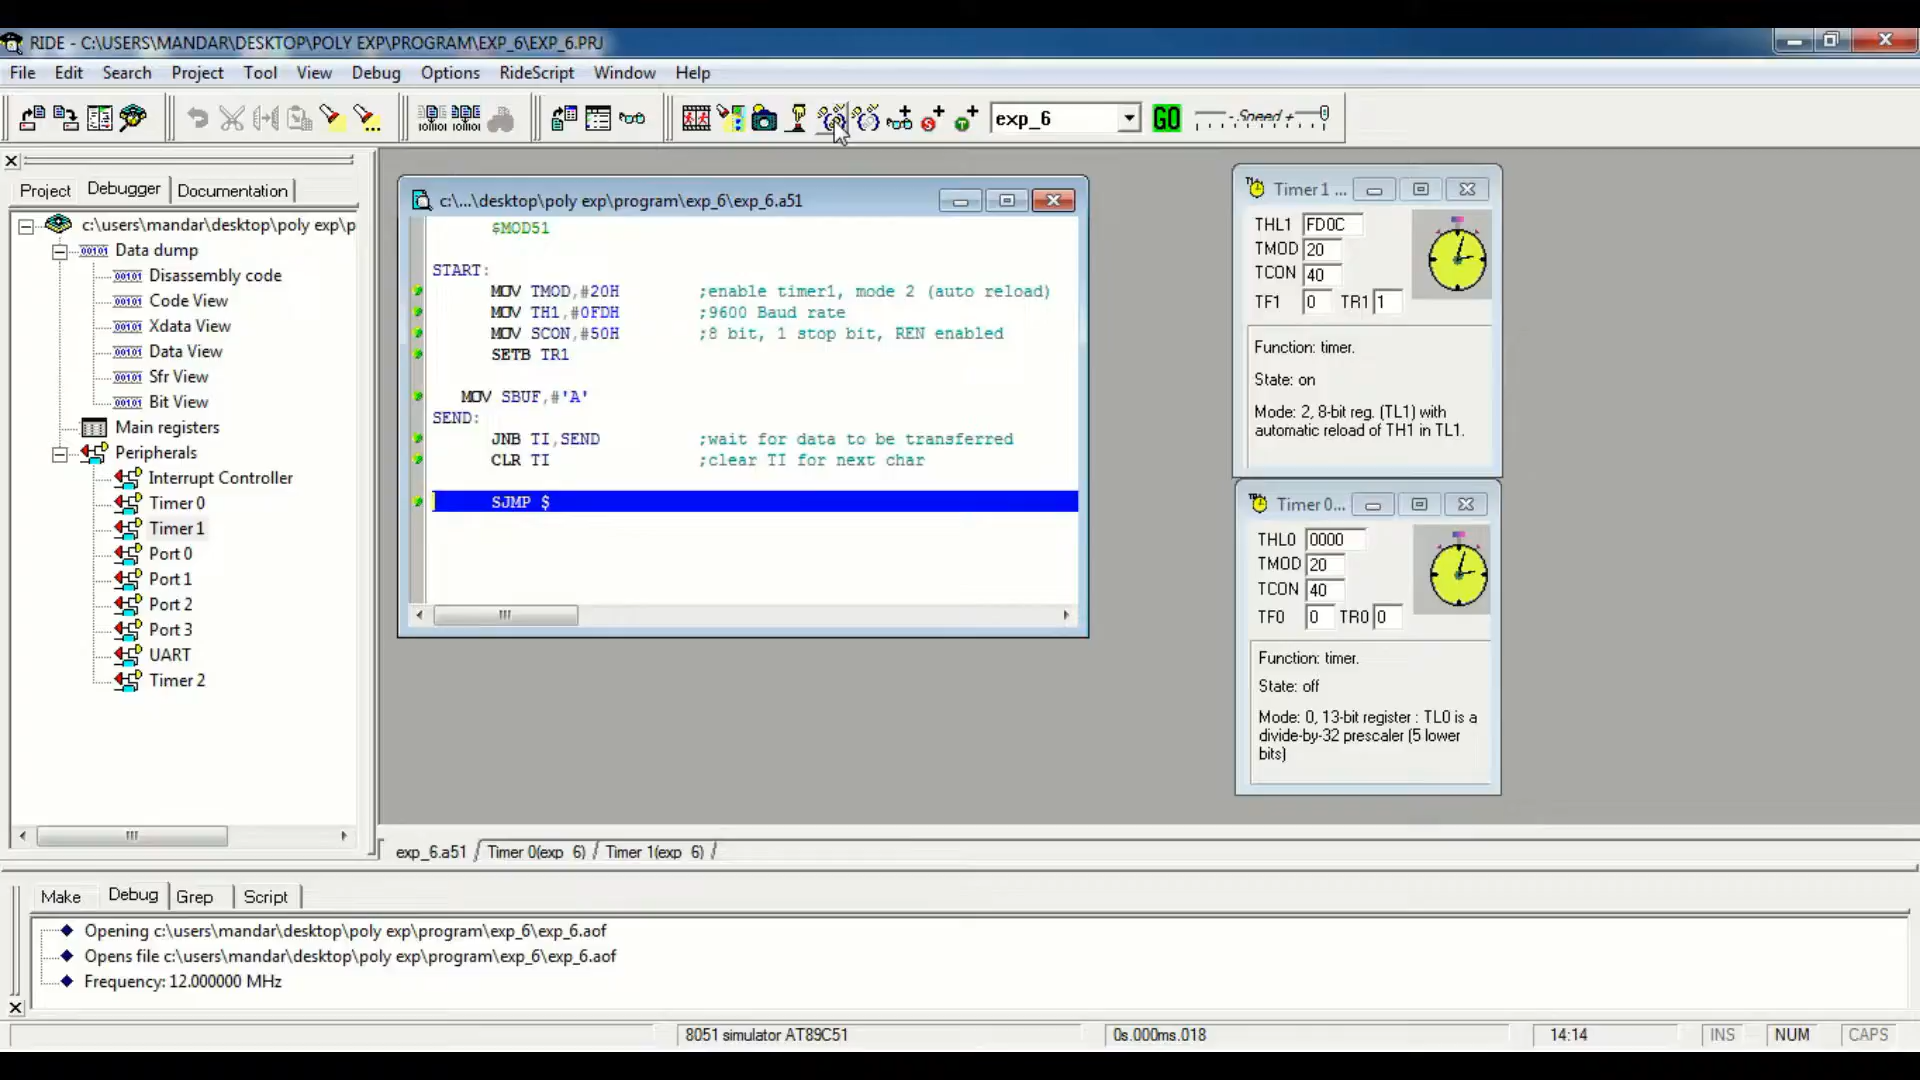 RIDE - C:\USERS\MANDAR\DESKTOP\POLY EXP\PROGRAM\EXP_6\EXP_6.PRJ
File Edit Search Project Tool View Debug Options RideScript Window Help
exp_6 GO - Speed +
Project Debugger Documentation
c:\users\mandar\desktop\poly exp\p
Data dump
Disassembly code
Code View
Xdata View
Data View
Sfr View
Bit View
Main registers
Peripherals
Interrupt Controller
Timer 0
Timer 1
Port 0
Port 1
Port 2
Port 3
UART
Timer 2
c:\...\desktop\poly exp\program\exp_6\exp_6.a51
$MOD51
START:
MOV TMOD,#20H ;enable timer1, mode 2 (auto reload)
MOV TH1,#0FDH ;9600 Baud rate
MOV SCON,#50H ;8 bit, 1 stop bit, REN enabled
SETB TR1
MOV SBUF,#'A'
SEND:
JNB TI,SEND ;wait for data to be transferred
CLR TI ;clear TI for next char
SJMP $
Timer 1 ...
THL1 FD0C
TMOD 20
TCON 40
TF1 0 TR1 1
Function: timer.
State: on
Mode: 2, 8-bit reg. (TL1) with
automatic reload of TH1 in TL1.
Timer 0...
THL0 0000
TMOD 20
TCON 40
TF0 0 TR0 0
Function: timer.
State: off
Mode: 0, 13-bit register : TL0 is a
divide-by-32 prescaler (5 lower
bits)
exp_6.a51 / Timer 0(exp_6) / Timer 1(exp_6) /
Make Debug Grep Script
Opening c:\users\mandar\desktop\poly exp\program\exp_6\exp_6.aof
Opens file c:\users\mandar\desktop\poly exp\program\exp_6\exp_6.aof
Frequency: 12.000000 MHz
8051 simulator AT89C51 0s.000ms.018 14:14 INS NUM CAPS